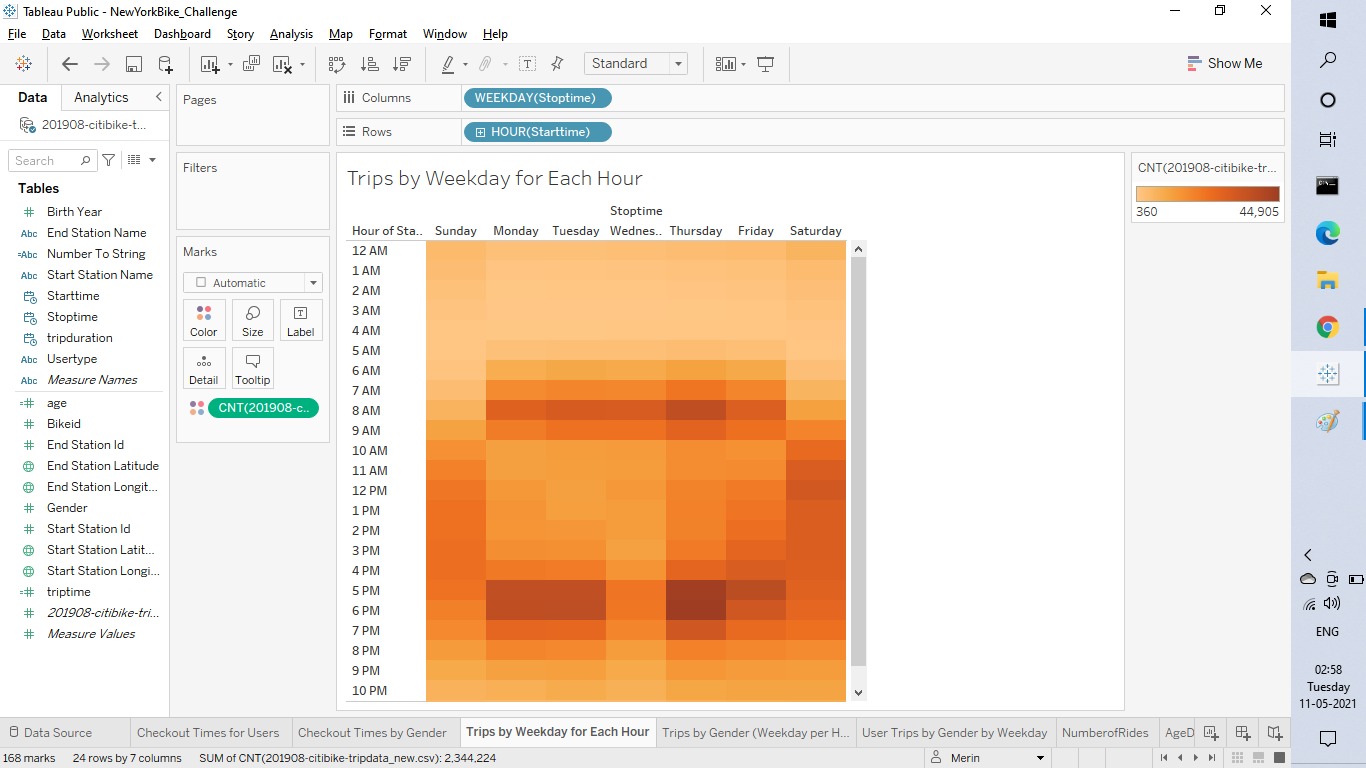 Tableau Public - NewYorkBike_Challenge
File Data Worksheet Dashboard Story Analysis Map Format Window Help
Standard
Show Me
Data Analytics
201908-citibike-t...
Search
Tables
# Birth Year
Abc End Station Name
=Abc Number To String
Abc Start Station Name
Starttime
Stoptime
tripduration
Abc Usertype
Abc Measure Names
=# age
# Bikeid
# End Station Id
End Station Latitude
End Station Longit...
# Gender
# Start Station Id
Start Station Latit...
Start Station Longi...
=# triptime
# 201908-citibike-tri...
# Measure Values
Pages
Filters
Marks
Automatic
Color Size Label
Detail Tooltip
CNT(201908-c..
Columns WEEKDAY(Stoptime)
Rows HOUR(Starttime)
Trips by Weekday for Each Hour
Stoptime
Hour of Sta.. Sunday Monday Tuesday Wednes.. Thursday Friday Saturday
12 AM
1 AM
2 AM
3 AM
4 AM
5 AM
6 AM
7 AM
8 AM
9 AM
10 AM
11 AM
12 PM
1 PM
2 PM
3 PM
4 PM
5 PM
6 PM
7 PM
8 PM
9 PM
10 PM
CNT(201908-citibike-tr...
360 44,905
Data Source Checkout Times for Users Checkout Times by Gender Trips by Weekday for Each Hour Trips by Gender (Weekday per H... User Trips by Gender by Weekday NumberofRides AgeD
168 marks 24 rows by 7 columns SUM of CNT(201908-citibike-tripdata_new.csv): 2,344,224
Merin
ENG
02:58
Tuesday
11-05-2021